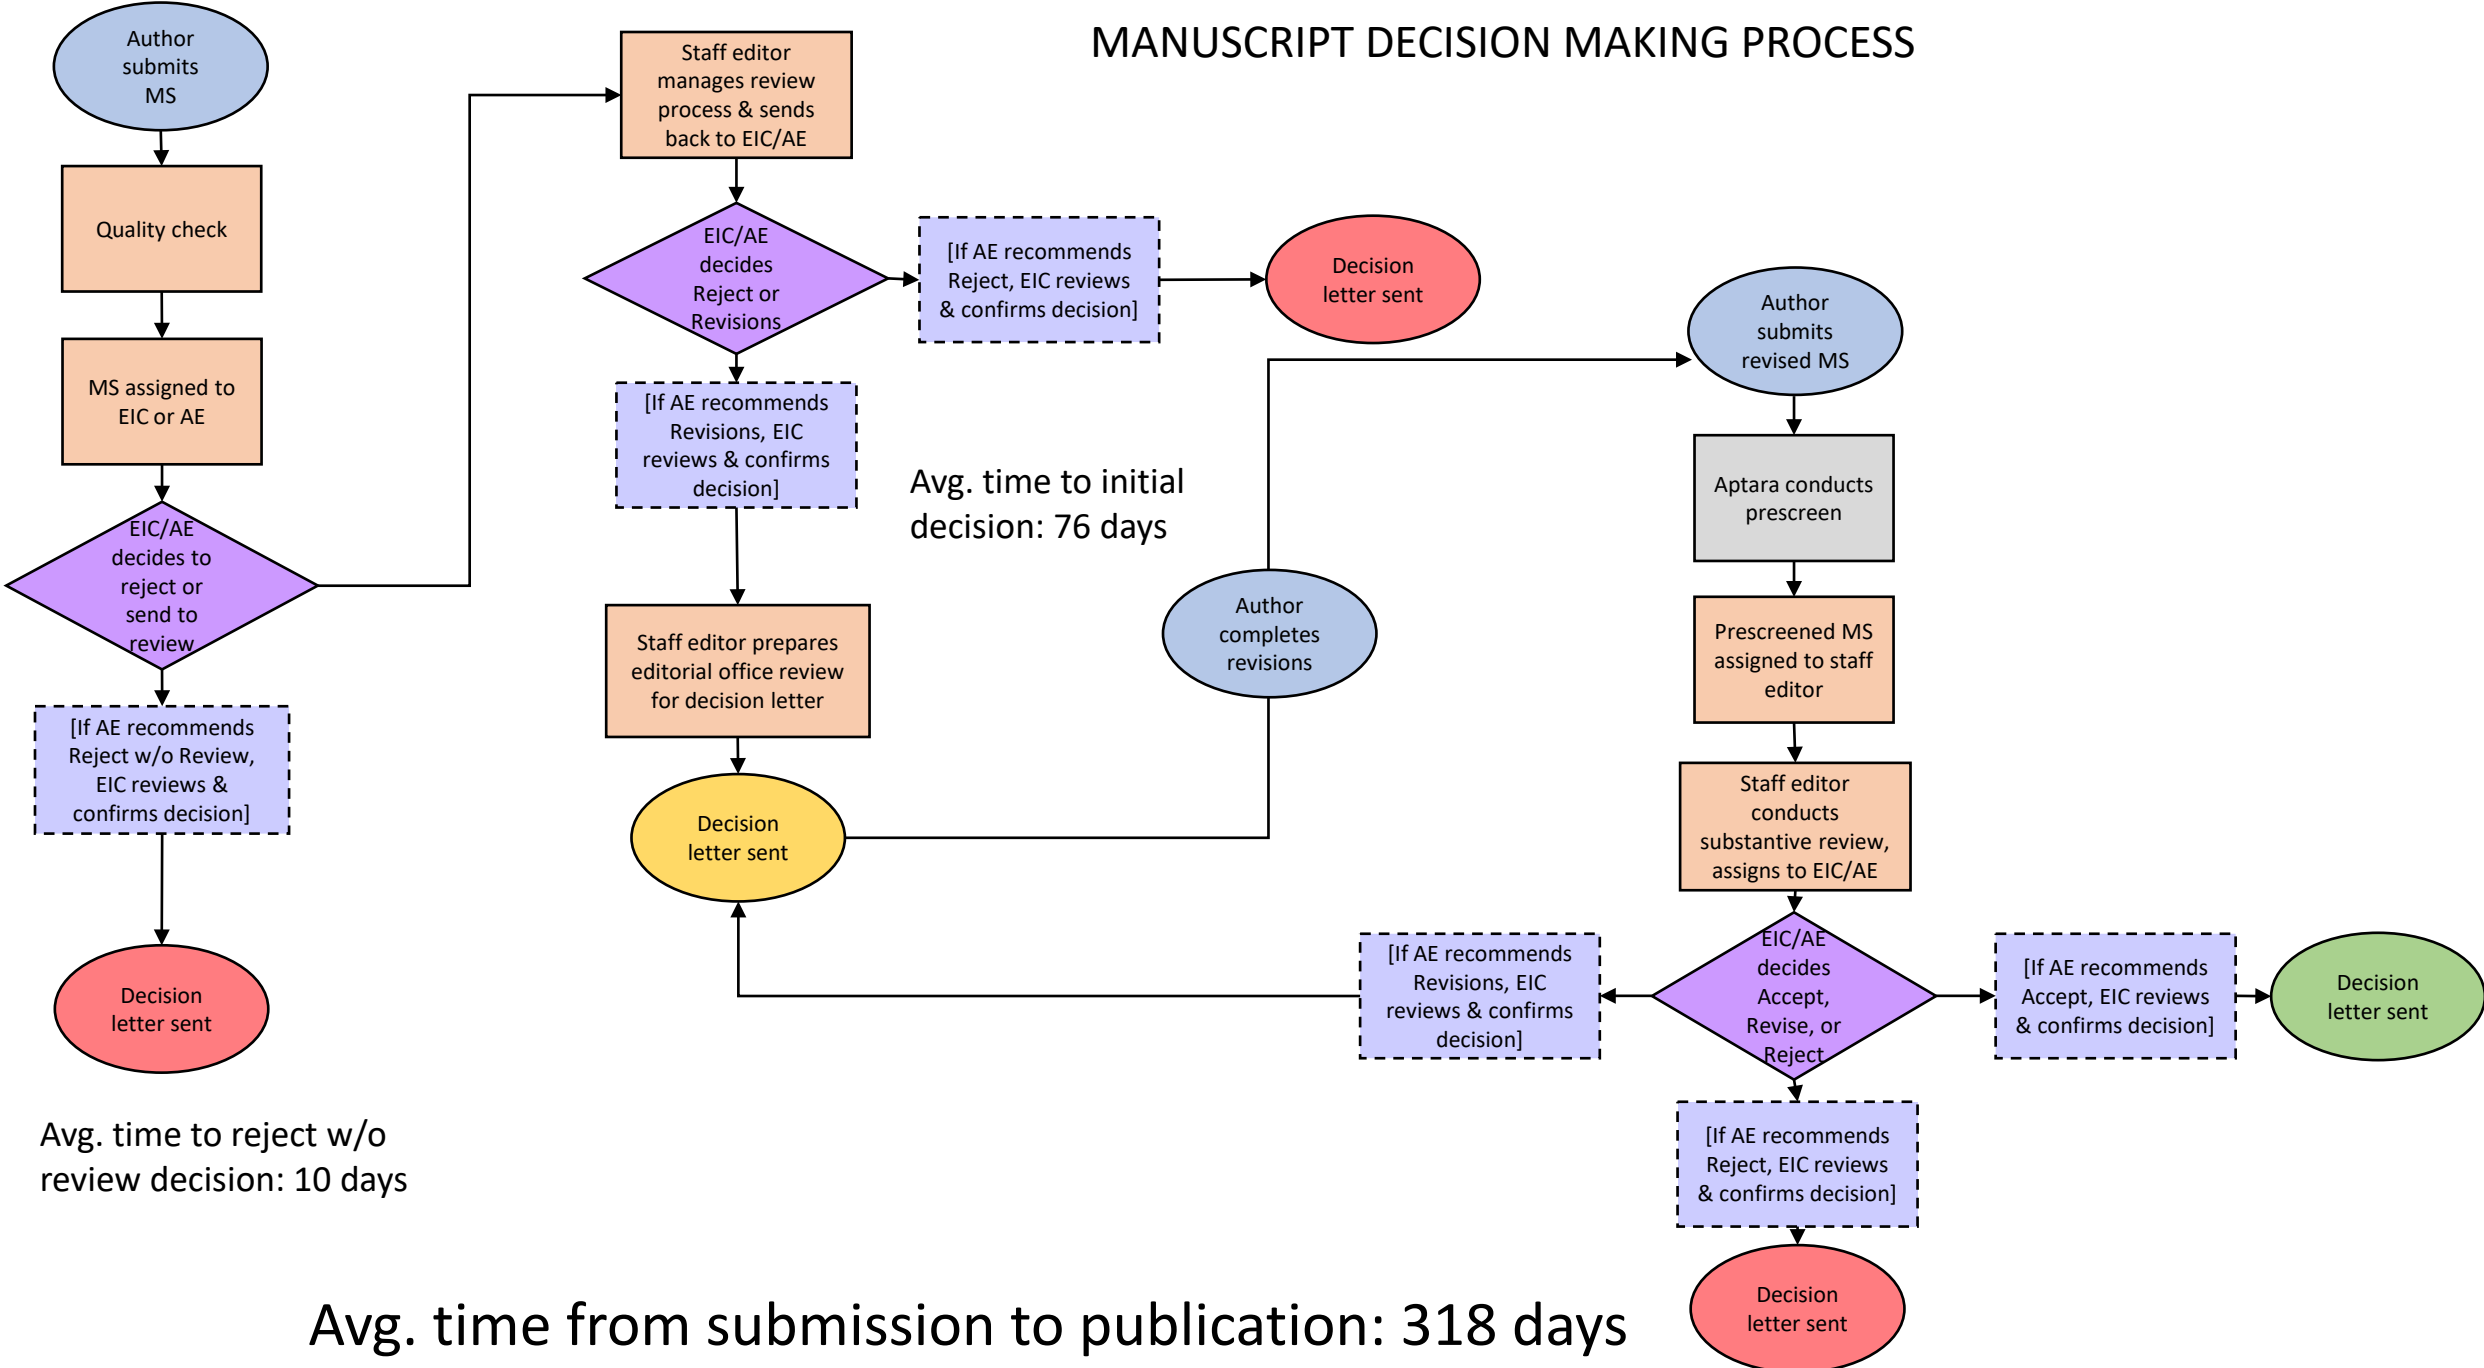 MANUSCRIPT DECISION MAKING PROCESS
Author
submits
MS
Quality check
MS assigned to
EIC or AE
EIC/AE
decides to
reject or
send to
review
[If AE recommends
Reject w/o Review,
EIC reviews &
confirms decision]
Decision
letter sent
Avg. time to reject w/o
review decision: 10 days
Staff editor
manages review
process & sends
back to EIC/AE
EIC/AE
decides
Reject or
Revisions
[If AE recommends
Reject, EIC reviews
& confirms decision]
Decision
letter sent
[If AE recommends
Revisions, EIC
reviews & confirms
decision]
Avg. time to initial
decision: 76 days
Staff editor prepares
editorial office review
for decision letter
Decision
letter sent
Author
completes
revisions
Author
submits
revised MS
Aptara conducts
prescreen
Prescreened MS
assigned to staff
editor
Staff editor
conducts
substantive review,
assigns to EIC/AE
EIC/AE
decides
Accept,
Revise, or
Reject
[If AE recommends
Revisions, EIC
reviews & confirms
decision]
[If AE recommends
Accept, EIC reviews
& confirms decision]
Decision
letter sent
[If AE recommends
Reject, EIC reviews
& confirms decision]
Decision
letter sent
Avg. time from submission to publication: 318 days